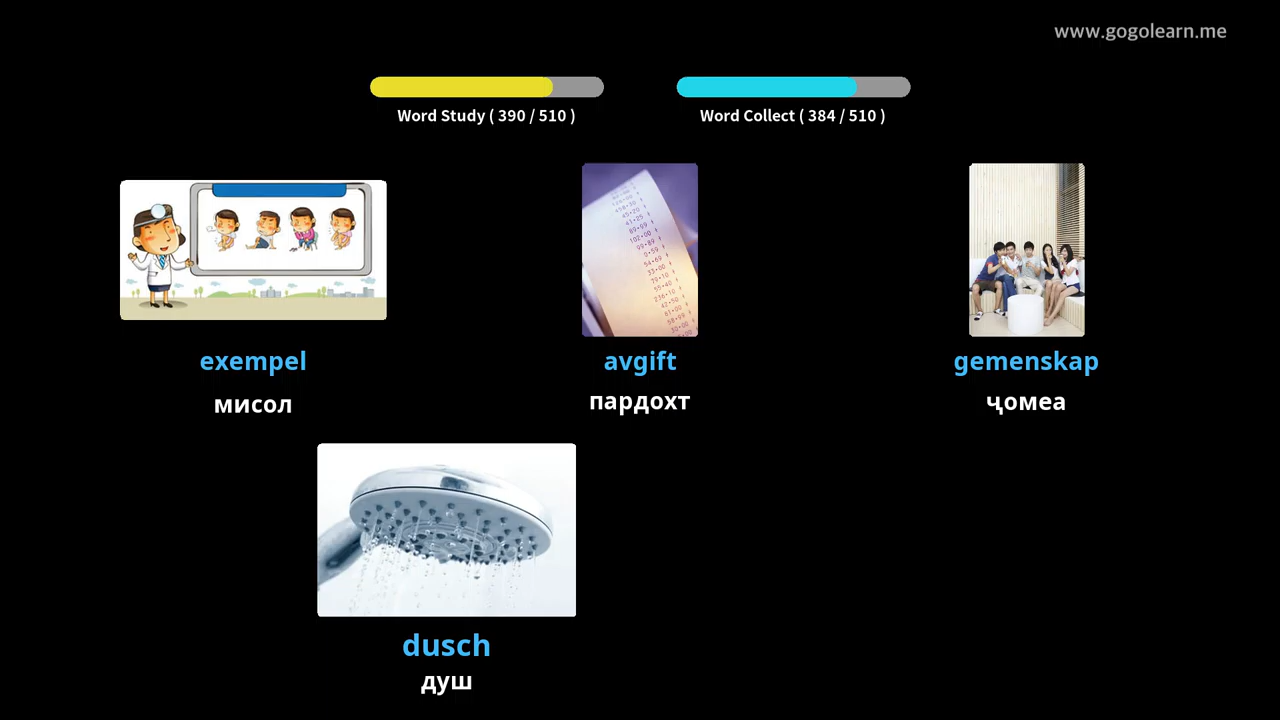 www.gogolearn.me
Word Study ( 390 / 510 )
Word Collect ( 384 / 510 )
exempel
avgift
gemenskap
мисол
пардохт
ҷомеа
dusch
душ